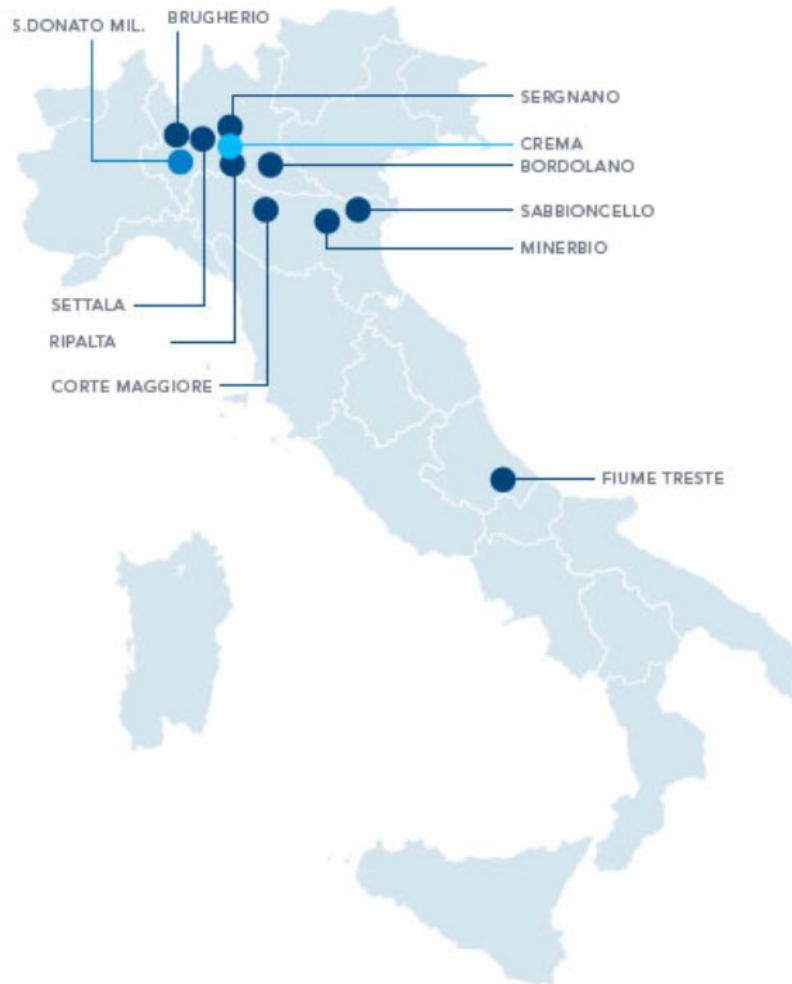 BRUGHERIO
S.DONATO MIL.
SERGNANO
CREMA
BORDOLANO
SABBIONCELLO
MINERBIO
SETTALA
RIPALTA
CORTE MAGGIORE
FIUME TRESTE